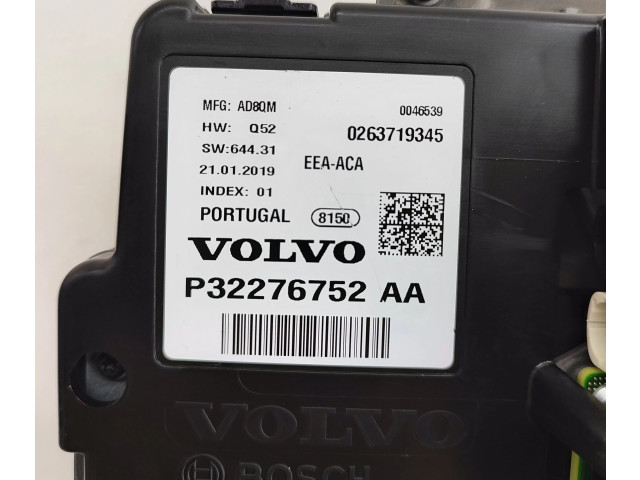 MFG: AD8QM 0046539
HW: Q52 0263719345
SW:644.31 EEA-ACA
21.01.2019
INDEX: 01
PORTUGAL 8150
VOLVO
P32276752 AA
VOLVO
BOSCH